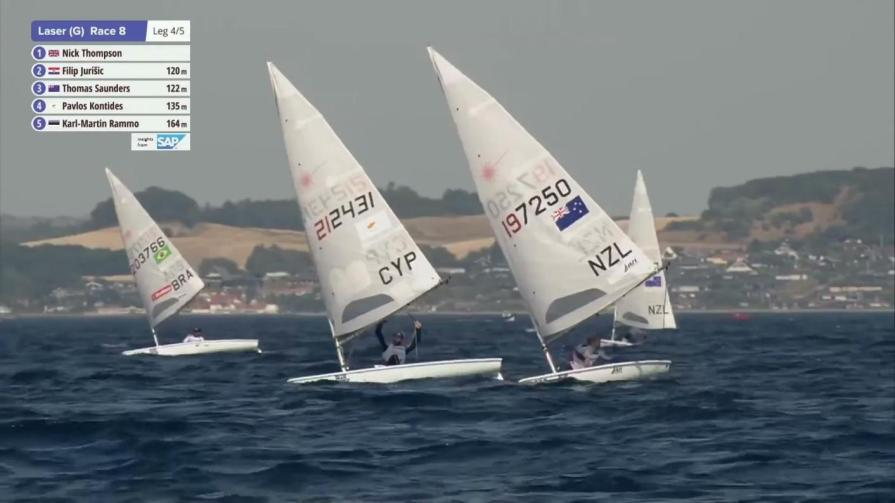 Laser (G) Race 8 Leg 4/5
1 Nick Thompson
2 Filip Jurišic 120 m
3 Thomas Saunders 122 m
4 Pavlos Kontides 135 m
5 Karl-Martin Rammo 164 m
Insights from SAP
203766
BRA
212431
CYP
197250
NZL
NZL